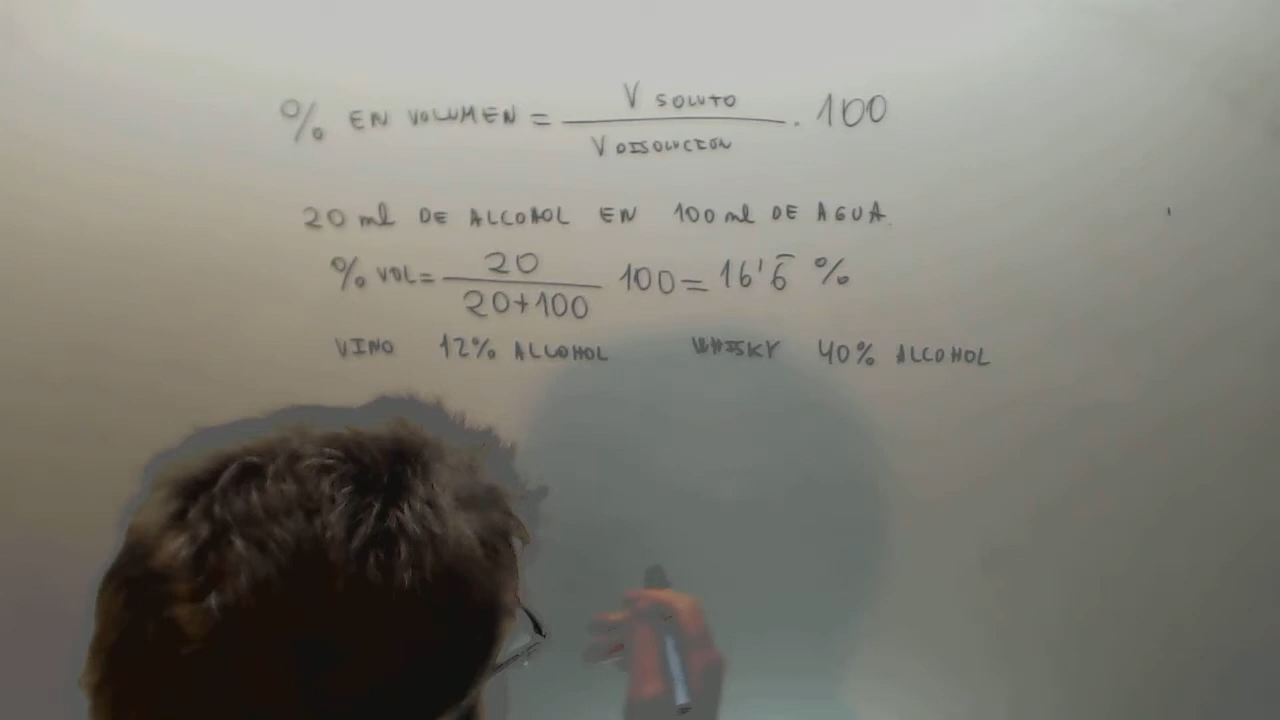 % EN VOLUMEN = V SOLUTO / V DISOLUCION . 100
20 ml DE ALCOHOL EN 100 ml DE AGUA.
% VOL = 20 / 20+100 100 = 16'6̄ %
VINO 12% ALCOHOL WHISKY 40% ALCOHOL